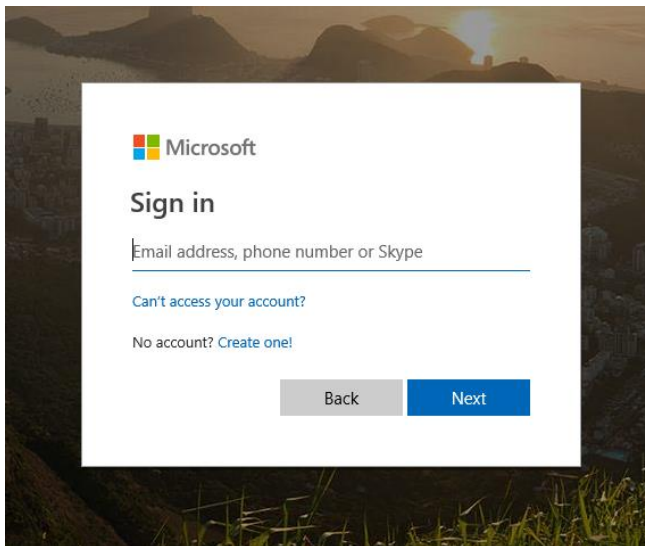 Microsoft
Sign in
Email address, phone number or Skype
Can't access your account?
No account? Create one!
Back Next